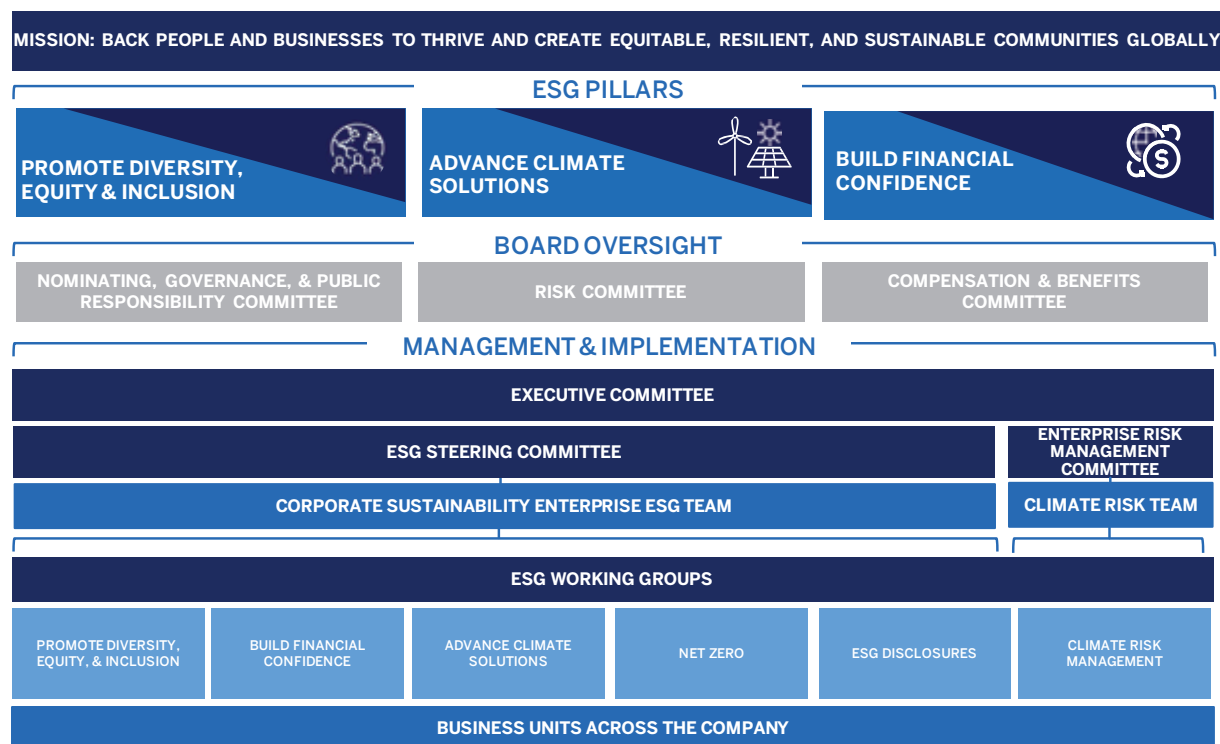 MISSION: BACK PEOPLE AND BUSINESSES TO THRIVE AND CREATE EQUITABLE, RESILIENT, AND SUSTAINABLE COMMUNITIES GLOBALLY
ESG PILLARS
PROMOTE DIVERSITY,
EQUITY & INCLUSION
ADVANCE CLIMATE
SOLUTIONS
BUILD FINANCIAL
CONFIDENCE
$
BOARD OVERSIGHT
NOMINATING, GOVERNANCE, & PUBLIC
RESPONSIBILITY COMMITTEE
RISK COMMITTEE
COMPENSATION & BENEFITS
COMMITTEE
MANAGEMENT & IMPLEMENTATION
EXECUTIVE COMMITTEE
ESG STEERING COMMITTEE
ENTERPRISE RISK
MANAGEMENT
COMMITTEE
CORPORATE SUSTAINABILITY ENTERPRISE ESG TEAM
CLIMATE RISK TEAM
ESG WORKING GROUPS
PROMOTE DIVERSITY,
EQUITY, & INCLUSION
BUILD FINANCIAL
CONFIDENCE
ADVANCE CLIMATE
SOLUTIONS
NET ZERO
ESG DISCLOSURES
CLIMATE RISK
MANAGEMENT
BUSINESS UNITS ACROSS THE COMPANY